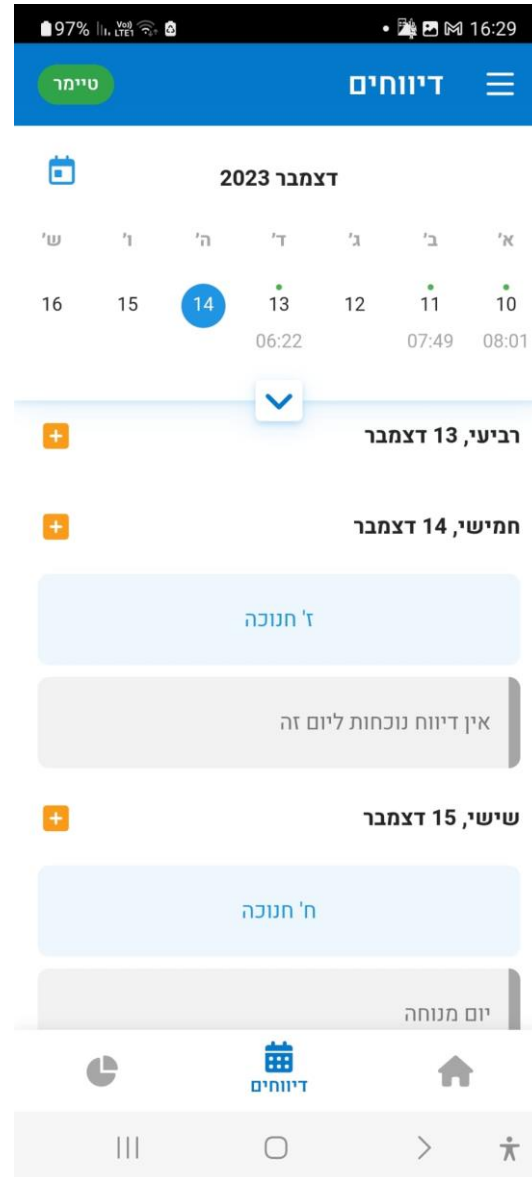 97% Vo)) LTE1 16:29
דיווחים טיימר
דצמבר 2023
א' ב' ג' ד' ה' ו' ש'
10 11 12 13 14 15 16
08:01 07:49 06:22
רביעי, 13 דצמבר
חמישי, 14 דצמבר
ז' חנוכה
אין דיווח נוכחות ליום זה
שישי, 15 דצמבר
ח' חנוכה
יום מנוחה
דיווחים